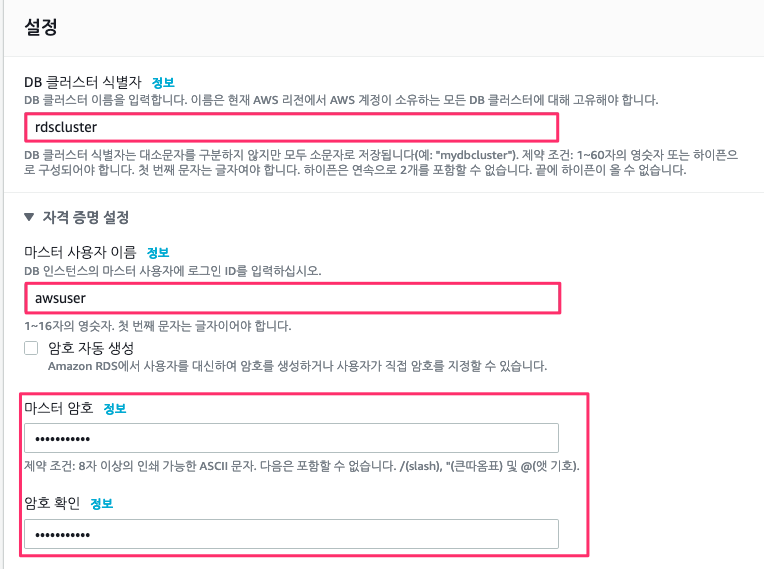 설정
DB 클러스터 식별자 정보
DB 클러스터 이름을 입력합니다. 이름은 현재 AWS 리전에서 AWS 계정이 소유하는 모든 DB 클러스터에 대해 고유해야 합니다.
rdscluster
DB 클러스터 식별자는 대소문자를 구분하지 않지만 모두 소문자로 저장됩니다(예: "mydbcluster"). 제약 조건: 1~60자의 영숫자 또는 하이픈으
로 구성되어야 합니다. 첫 번째 문자는 글자여야 합니다. 하이픈은 연속으로 2개를 포함할 수 없습니다. 끝에 하이픈이 올 수 없습니다.
▼ 자격 증명 설정
마스터 사용자 이름 정보
DB 인스턴스의 마스터 사용자에 로그인 ID를 입력하십시오.
awsuser
1~16자의 영숫자. 첫 번째 문자는 글자이어야 합니다.
암호 자동 생성
Amazon RDS에서 사용자를 대신하여 암호를 생성하거나 사용자가 직접 암호를 지정할 수 있습니다.
마스터 암호 정보
•••••••••••
제약 조건: 8자 이상의 인쇄 가능한 ASCII 문자. 다음은 포함할 수 없습니다. /(slash), "(큰따옴표) 및 @(앳 기호).
암호 확인 정보
•••••••••••